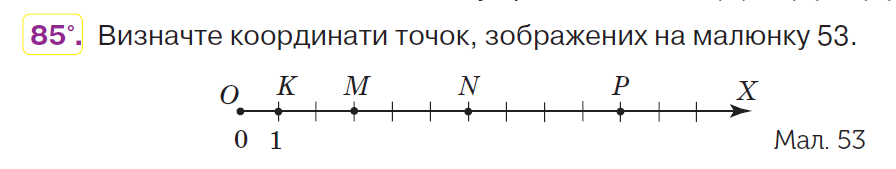 85°. Визначте координати точок, зображених на малюнку 53.
O K M N P X
0 1
Мал. 53